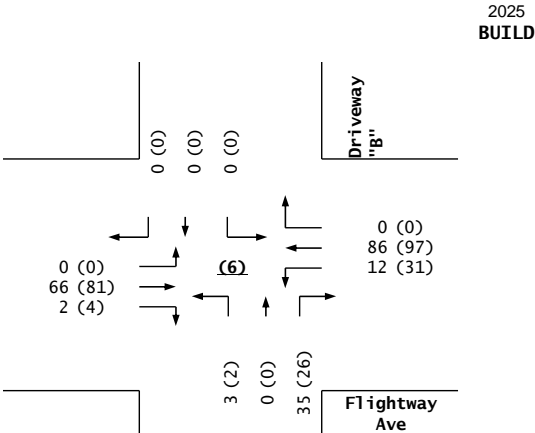 2025
BUILD
Driveway
"B"
0 (0)
0 (0)
0 (0)
0 (0)
86 (97)
12 (31)
0 (0)
66 (81)
2 (4)
(6)
3 (2)
0 (0)
35 (26)
Flightway
Ave